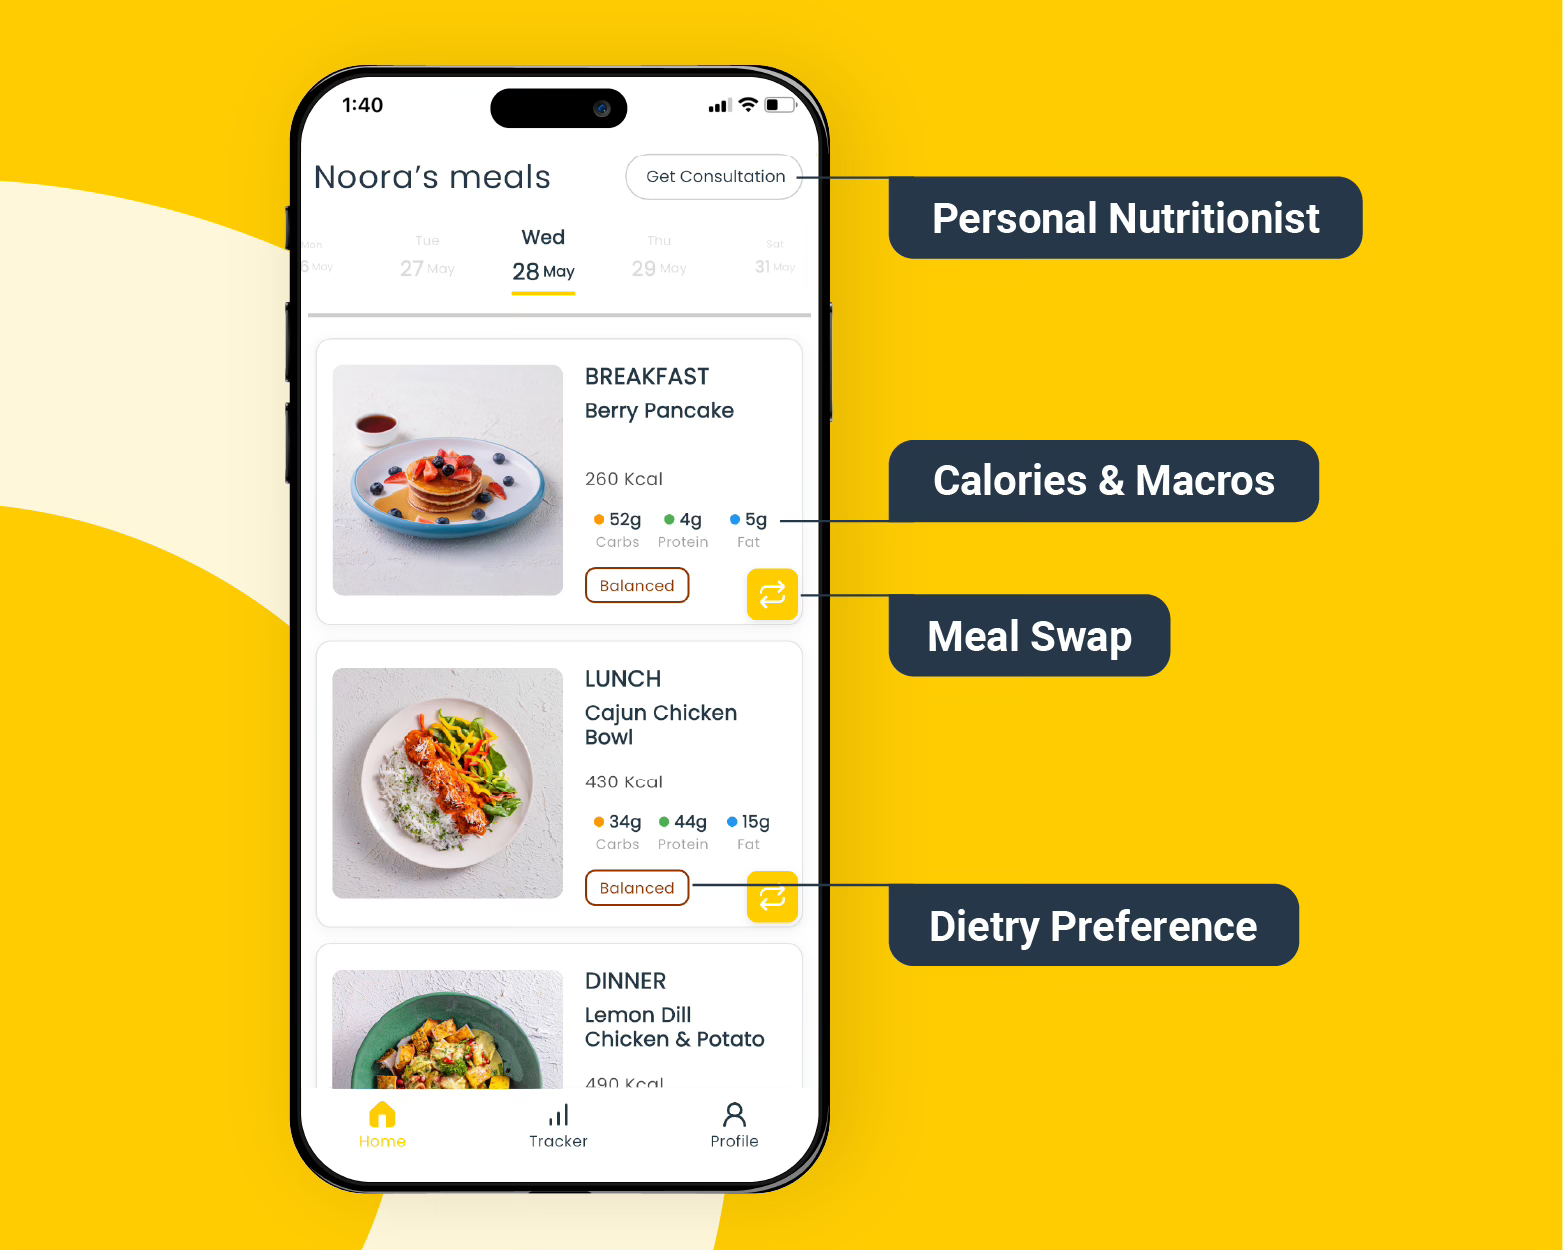 1:40
Noora's meals
Get Consultation
Personal Nutritionist
Mon Tue Wed Thu Sat
6 May 27 May 28 May 29 May 31 May
BREAKFAST
Berry Pancake
260 Kcal
Calories & Macros
52g 4g 5g
Carbs Protein Fat
Balanced
Meal Swap
LUNCH
Cajun Chicken
Bowl
430 Kcal
34g 44g 15g
Carbs Protein Fat
Balanced
Dietry Preference
DINNER
Lemon Dill
Chicken & Potato
490 Kcal
Home Tracker Profile